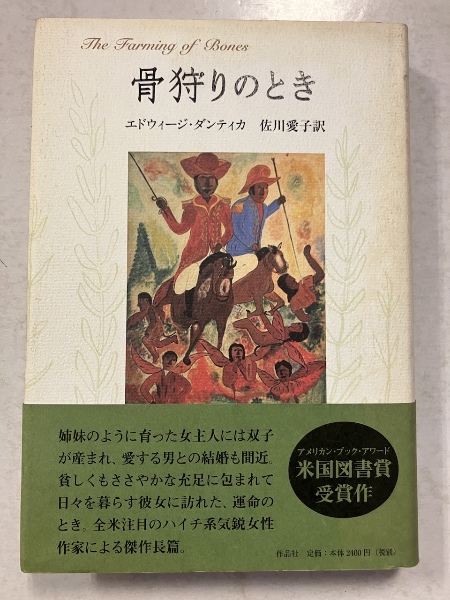 The Farming of Bones
骨狩りのとき
エドウィージ・ダンティカ 佐川愛子訳
姉妹のように育った女主人には双子
が産まれ、愛する男との結婚も間近。
貧しくもささやかな充足に包まれて
日々を暮らす彼女に訪れた、運命の
とき。全米注目のハイチ系気鋭女性
作家による傑作長篇。
アメリカン・ブック・アワード
米国図書賞
受賞作
作品社 定価：本体2400円（税別）